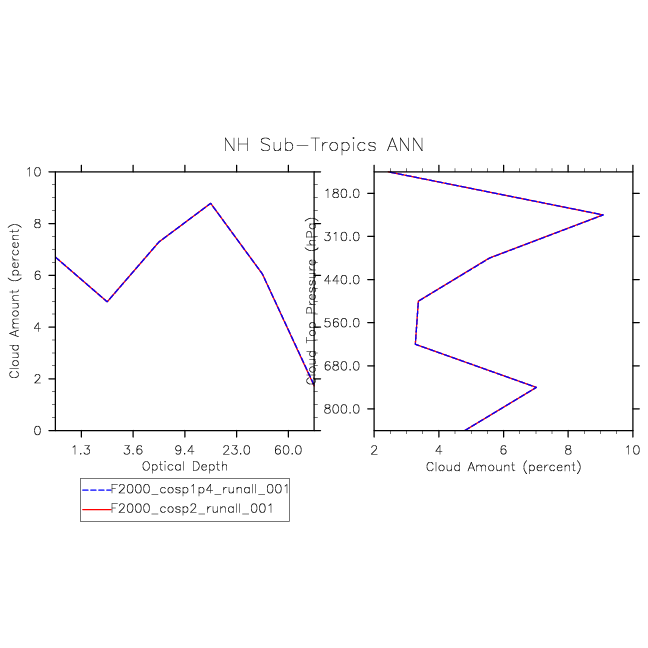 NH Sub-Tropics ANN
Cloud Amount (percent)
10
8
6
4
2
0
1.3 3.6 9.4 23.0 60.0
Optical Depth
Cloud Top Pressure (hPa)
180.0
310.0
440.0
560.0
680.0
800.0
2 4 6 8 10
Cloud Amount (percent)
F2000_cosp1p4_runall_001
F2000_cosp2_runall_001